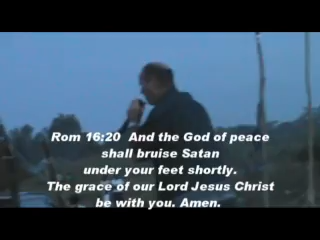 Rom 16:20  And the God of peace
shall bruise Satan
under your feet shortly.
The grace of our Lord Jesus Christ
be with you. Amen.